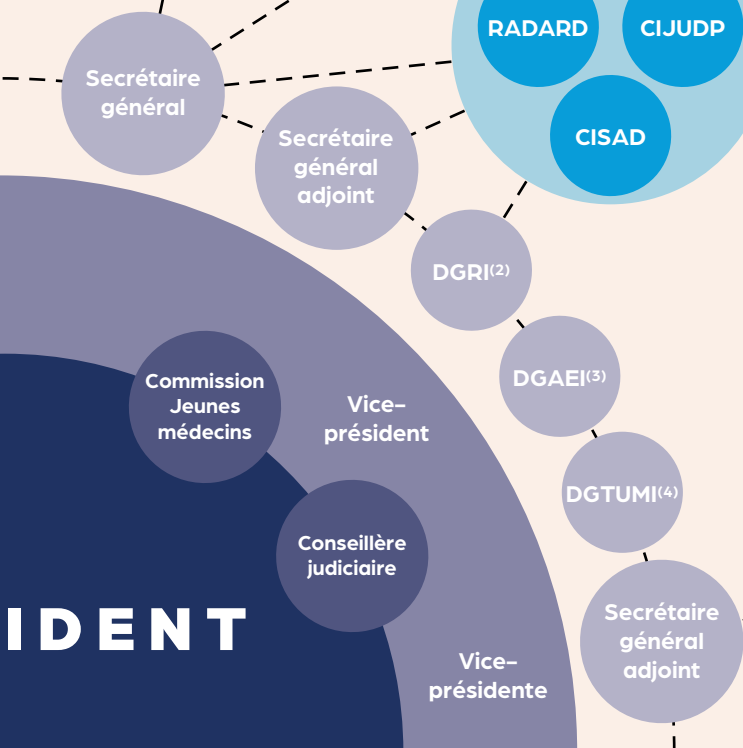 RADARD
CIJUDP
CISAD
Secrétaire
général
Secrétaire
général
adjoint
DGRI(2)
DGAEI(3)
DGTUMI(4)
Secrétaire
général
adjoint
Commission
Jeunes
médecins
Vice–
président
Conseillère
judiciaire
Vice–
présidente
IDENT